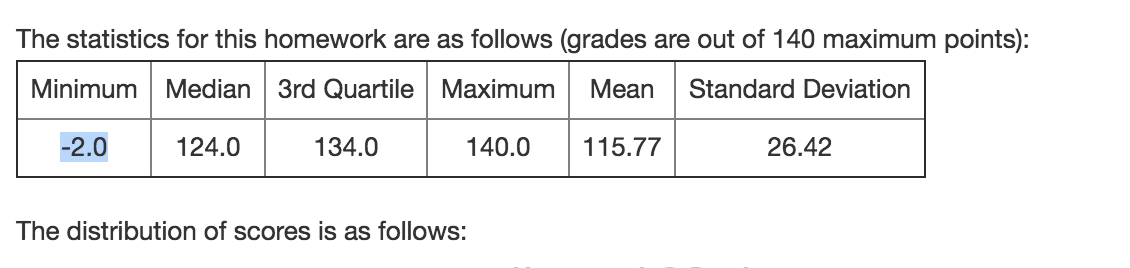 The statistics for this homework are as follows (grades are out of 140 maximum points):
Minimum Median 3rd Quartile Maximum Mean Standard Deviation
-2.0 124.0 134.0 140.0 115.77 26.42
The distribution of scores is as follows: